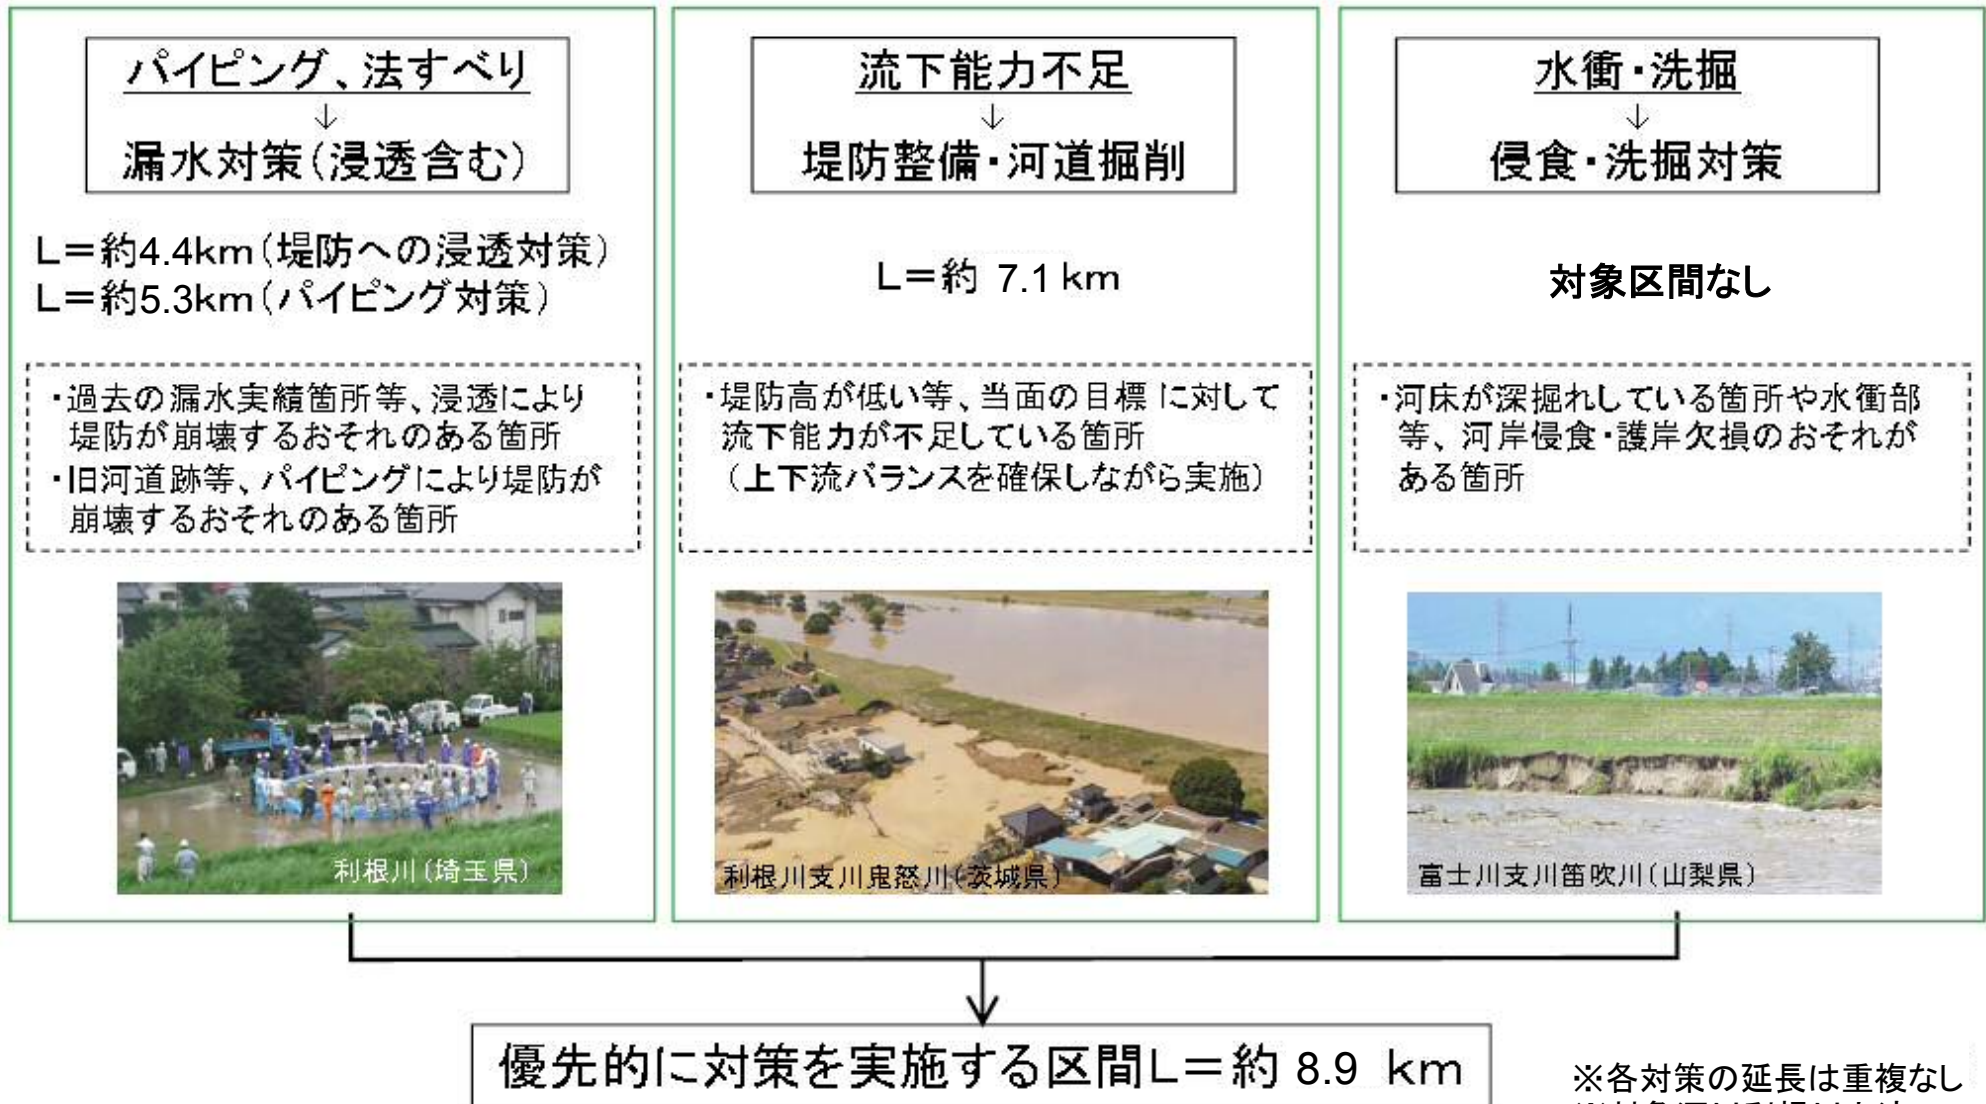 パイピング、法すべり
↓
漏水対策(浸透含む)
L=約4.4km(堤防への浸透対策)
L=約5.3km(パイピング対策)
・過去の漏水実績箇所等、浸透により
堤防が崩壊するおそれのある箇所
・旧河道跡等、パイピングにより堤防が
崩壊するおそれのある箇所
利根川(埼玉県)
流下能力不足
↓
堤防整備・河道掘削
L=約 7.1 km
・堤防高が低い等、当面の目標 に対して
流下能力が不足している箇所
(上下流バランスを確保しながら実施)
利根川支川鬼怒川(茨城県)
水衝・洗掘
↓
侵食・洗掘対策
対象区間なし
・河床が深掘れしている箇所や水衝部
等、河岸侵食・護岸欠損のおそれが
ある箇所
富士川支川笛吹川(山梨県)
優先的に対策を実施する区間L=約 8.9 km
※各対策の延長は重複なし